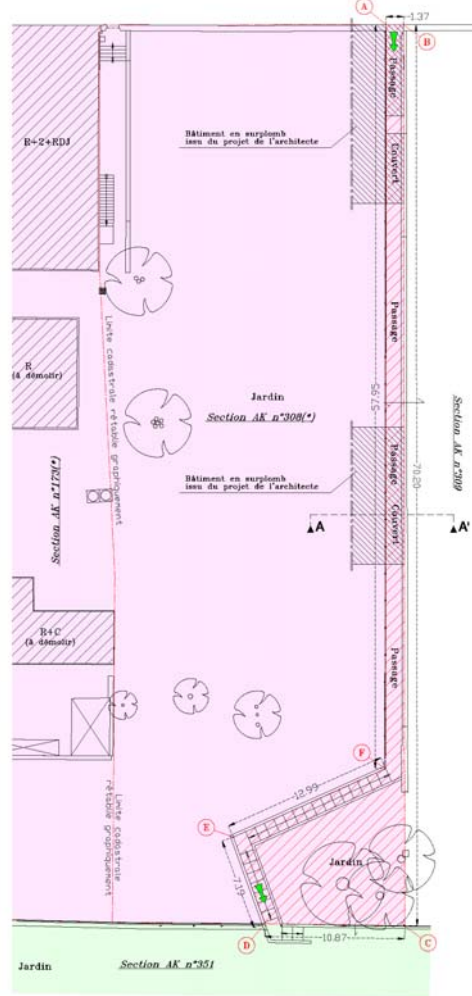 A
1.37
B
Passage
R+2+RDJ
Bâtiment en surplomb
issu du projet de l'architecte
Couvert
Passage
Limite cadastrale rétablie graphiquement
R
(à démolir)
Jardin
57.95
Section AK n°308(*)
Section AK n°309
70.20
Section AK n°173(*)
Bâtiment en surplomb
issu du projet de l'architecte
Passage
Couvert
A
A'
R+C
(à démolir)
Passage
F
12.99
Limite cadastrale
rétablie graphiquement
E
7.19
Jardin
D
10.87
C
Jardin
Section AK n°351